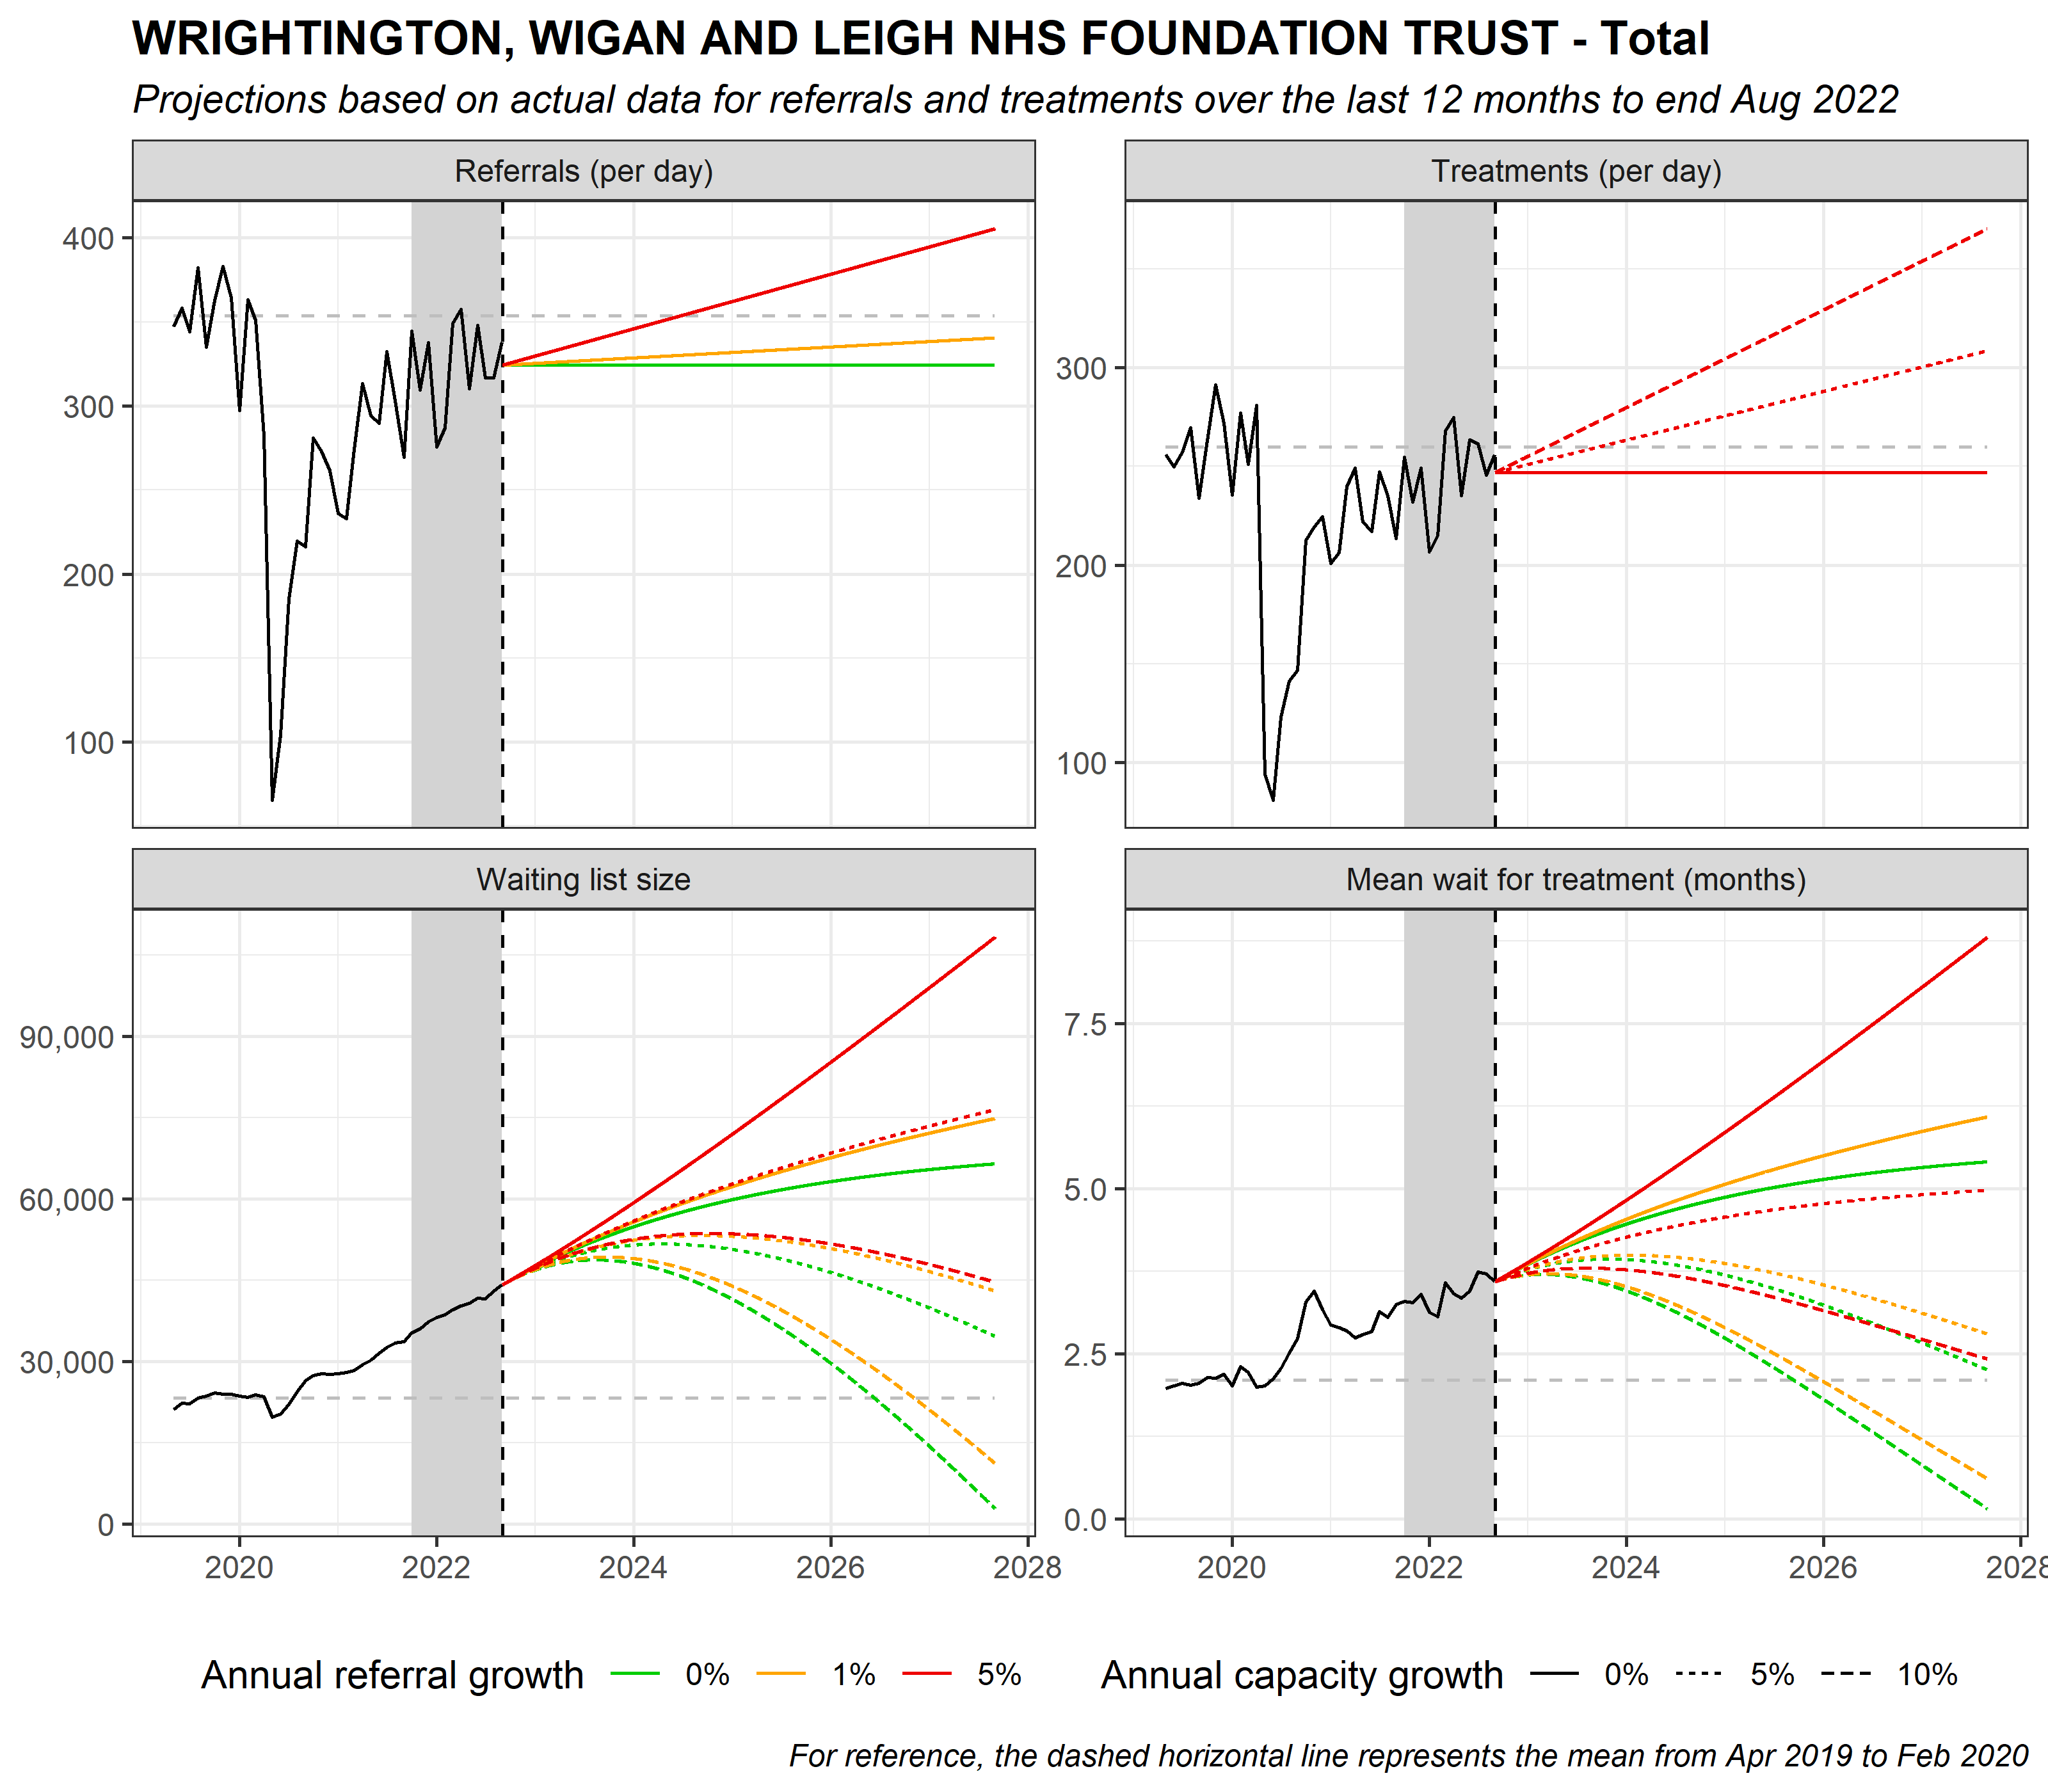 WRIGHTINGTON, WIGAN AND LEIGH NHS FOUNDATION TRUST - Total
Projections based on actual data for referrals and treatments over the last 12 months to end Aug 2022
Referrals (per day)
400
300
200
100
Treatments (per day)
300
200
100
Waiting list size
90,000
60,000
30,000
0
2020 2022 2024 2026 2028
Mean wait for treatment (months)
7.5
5.0
2.5
0.0
2020 2022 2024 2026 2028
Annual referral growth 0% 1% 5%
Annual capacity growth 0% 5% 10%
For reference, the dashed horizontal line represents the mean from Apr 2019 to Feb 2020